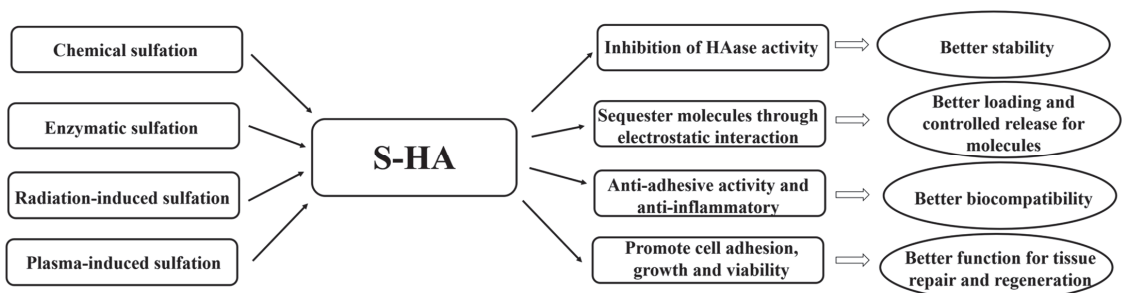 Chemical sulfation
Enzymatic sulfation
Radiation-induced sulfation
Plasma-induced sulfation
S-HA
Inhibition of HAase activity
Sequester molecules through
electrostatic interaction
Anti-adhesive activity and
anti-inflammatory
Promote cell adhesion,
growth and viability
Better stability
Better loading and
controlled release for
molecules
Better biocompatibility
Better function for tissue
repair and regeneration